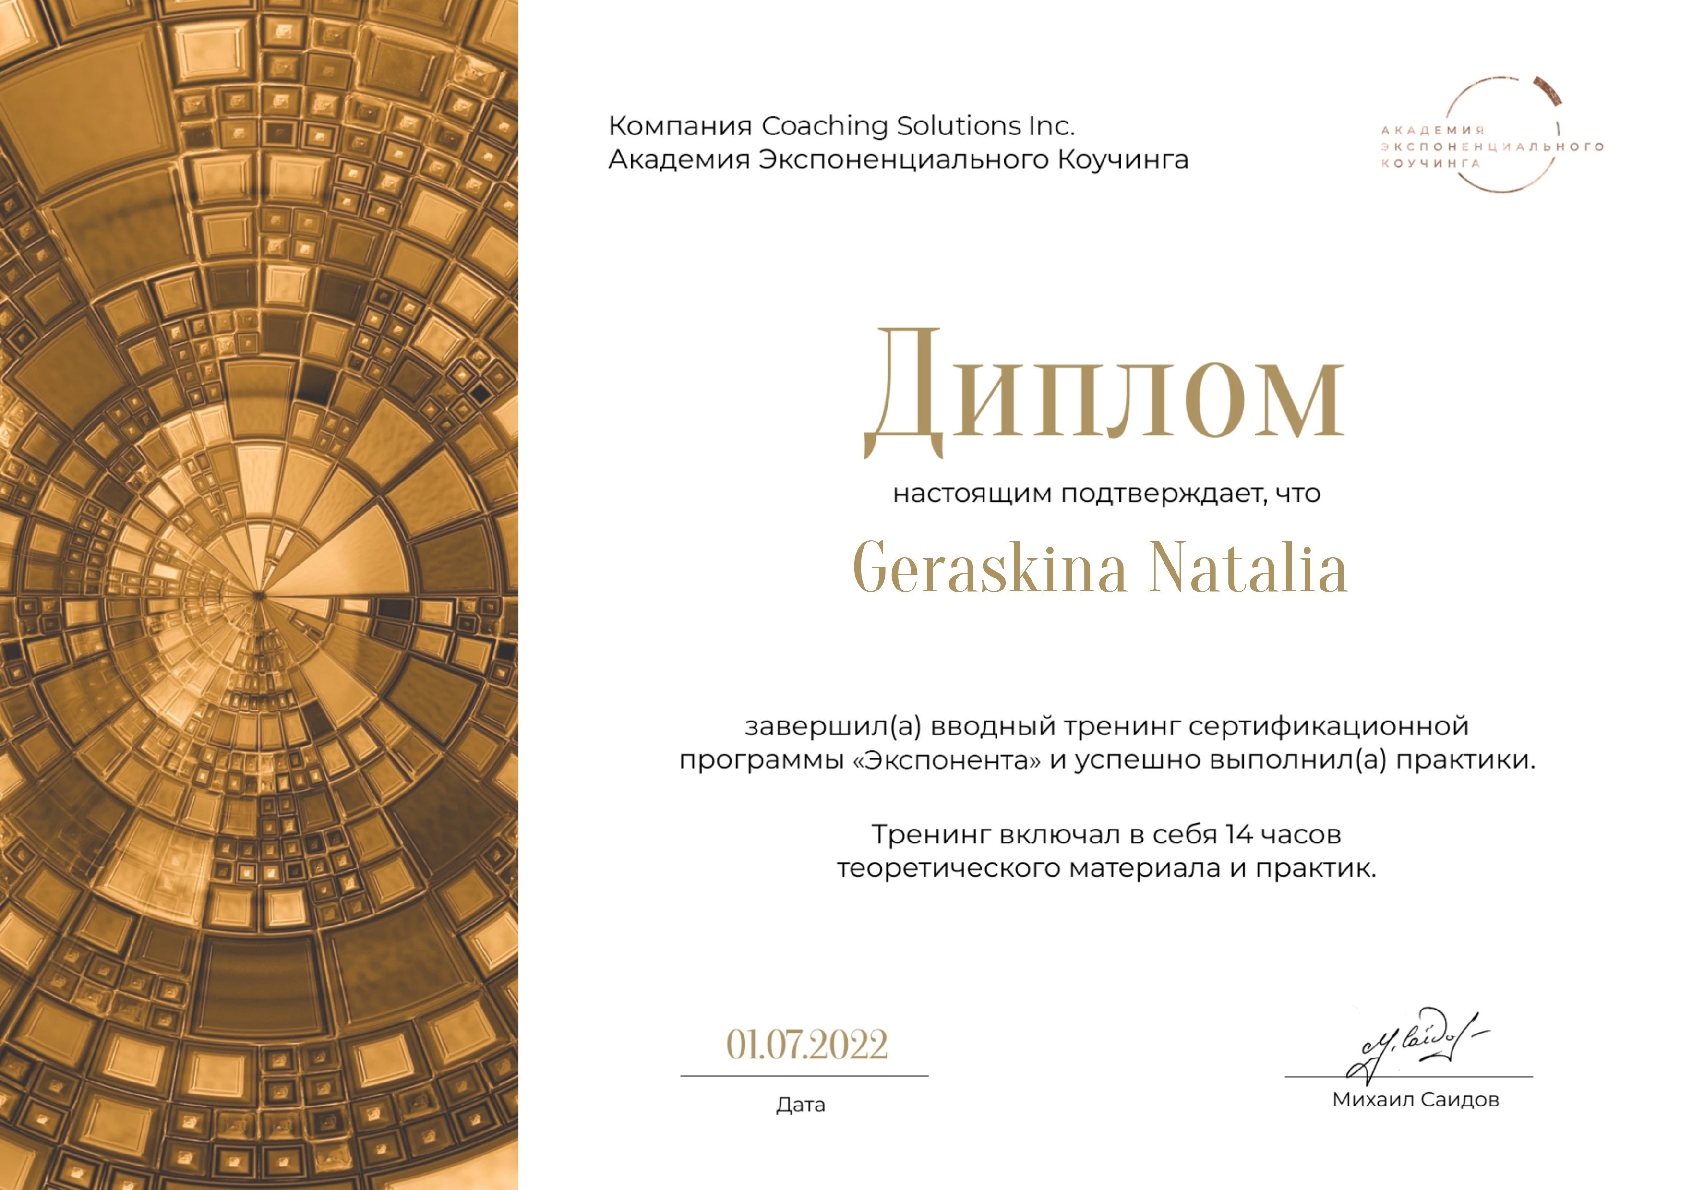 Компания Coaching Solutions Inc.
Академия Экспоненциального Коучинга
АКАДЕМИЯ
ЭКСПОНЕНЦИАЛЬНОГО
КОУЧИНГА
Диплом
настоящим подтверждает, что
Geraskina Natalia
завершил(а) вводный тренинг сертификационной
программы «Экспонента» и успешно выполнил(а) практики.
Тренинг включал в себя 14 часов
теоретического материала и практик.
01.07.2022
Дата
М. Саидов
Михаил Саидов